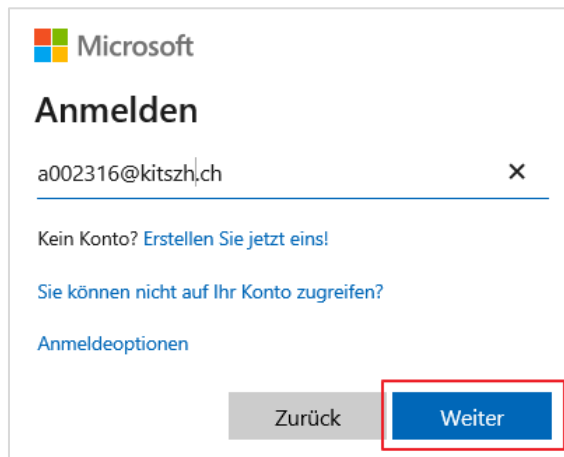 Microsoft
Anmelden
a002316@kitszh.ch
Kein Konto? Erstellen Sie jetzt eins!
Sie können nicht auf Ihr Konto zugreifen?
Anmeldeoptionen
Zurück Weiter